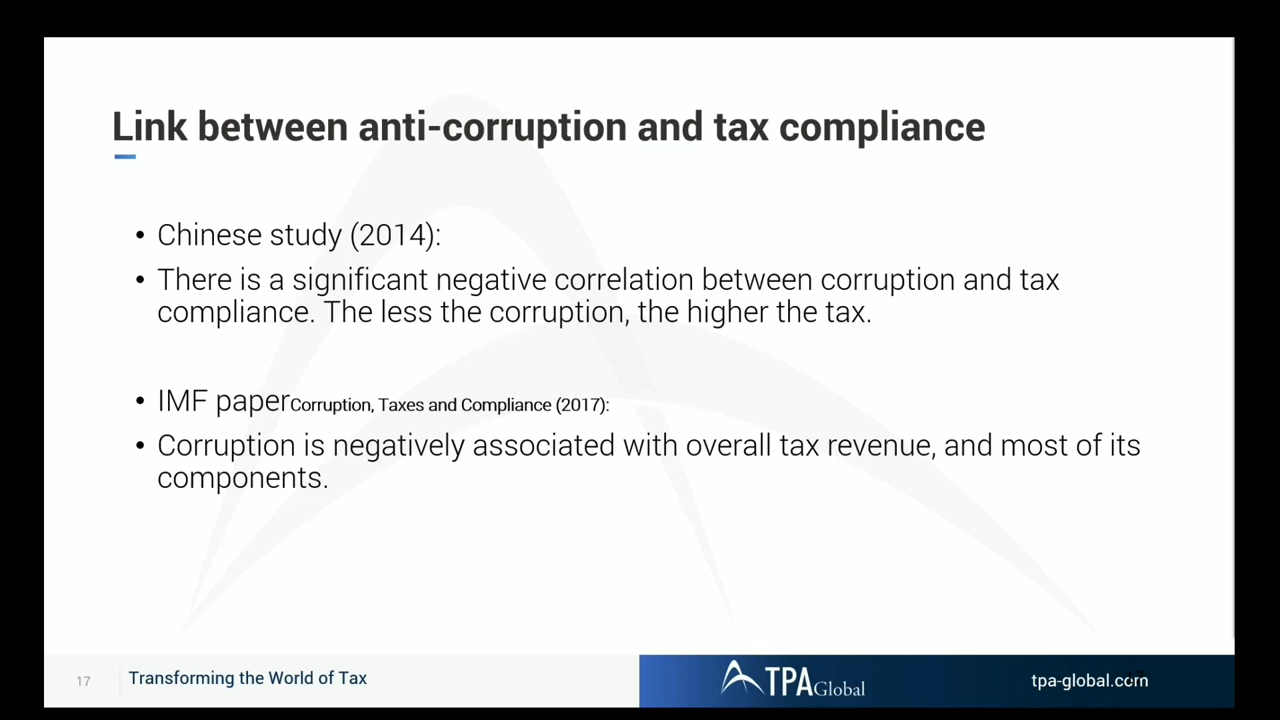 Link between anti-corruption and tax compliance
• Chinese study (2014):
• There is a significant negative correlation between corruption and tax
compliance. The less the corruption, the higher the tax.
• IMF paperCorruption, Taxes and Compliance (2017):
• Corruption is negatively associated with overall tax revenue, and most of its
components.
17 Transforming the World of Tax
TPA Global
tpa-global.com